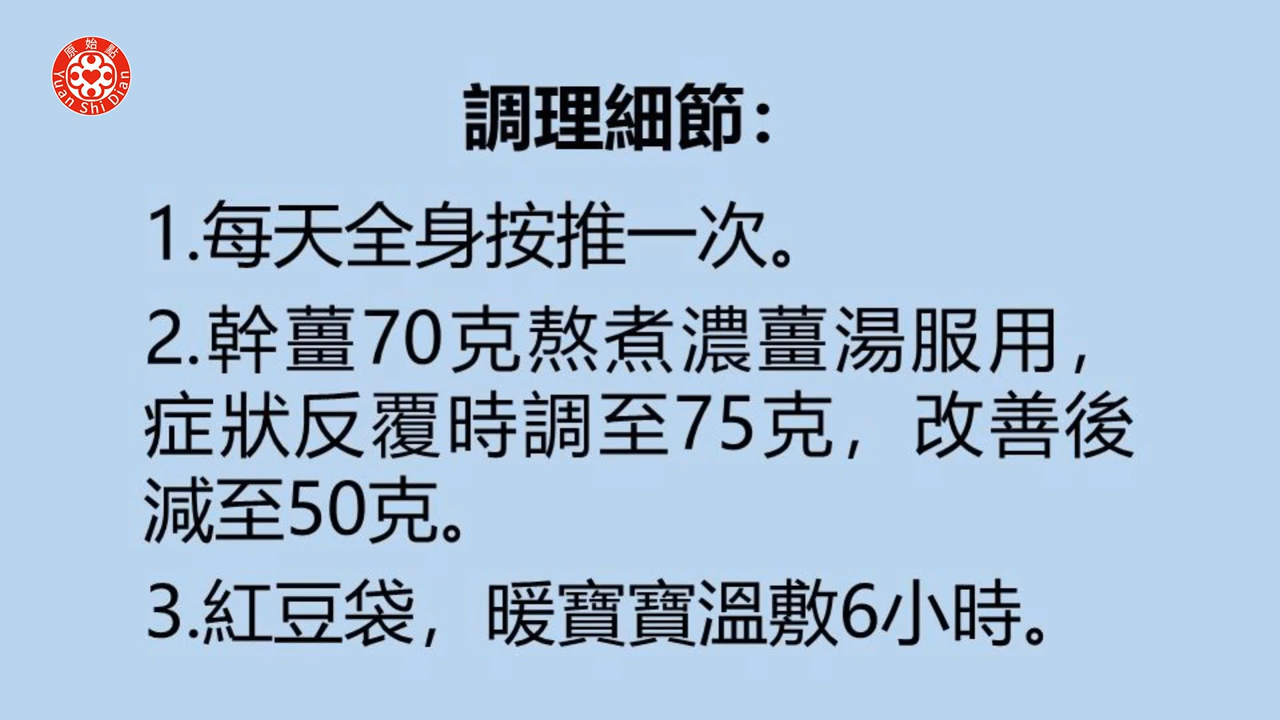 原始點
Yuan Shi Dian
調理細節：
1.每天全身按推一次。
2.幹薑70克熬煮濃薑湯服用，
症狀反覆時調至75克，改善後
減至50克。
3.紅豆袋，暖寶寶溫敷6小時。